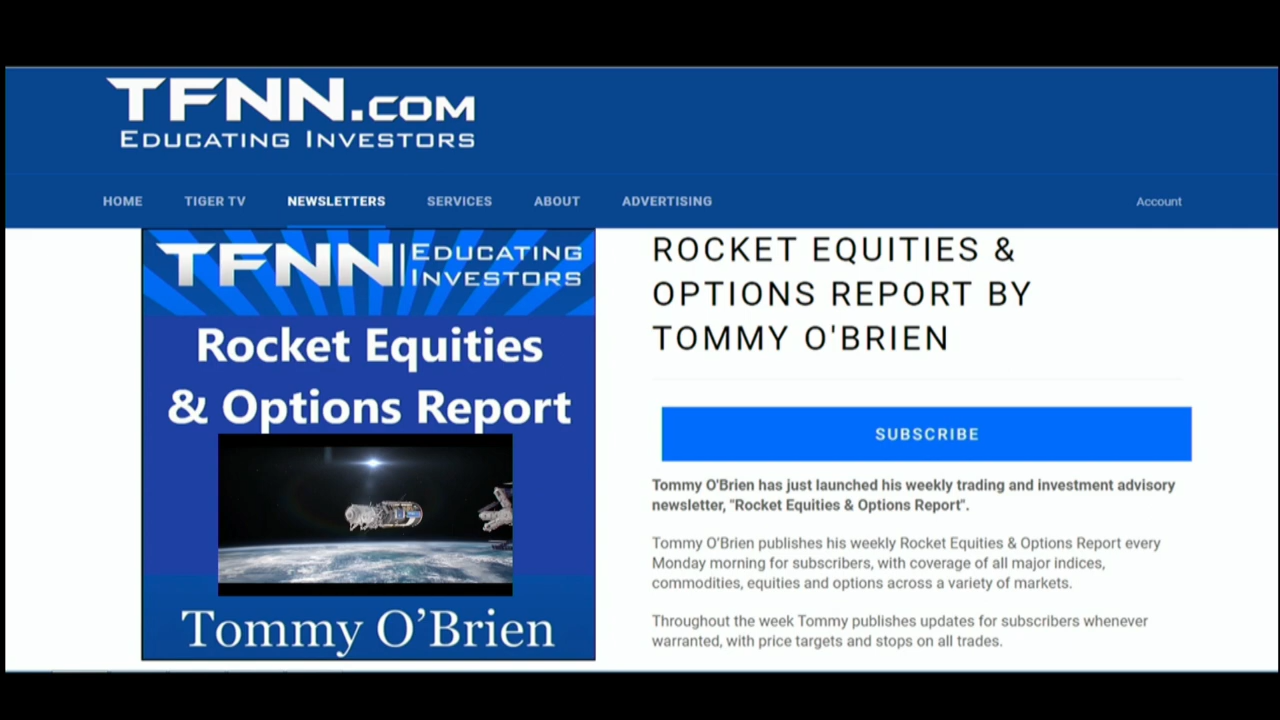 TFNN.COM
EDUCATING INVESTORS
HOME TIGER TV NEWSLETTERS SERVICES ABOUT ADVERTISING Account
TFNN EDUCATING
INVESTORS
Rocket Equities
& Options Report
Tommy O’Brien
ROCKET EQUITIES &
OPTIONS REPORT BY
TOMMY O'BRIEN
SUBSCRIBE
Tommy O'Brien has just launched his weekly trading and investment advisory
newsletter, "Rocket Equities & Options Report".
Tommy O’Brien publishes his weekly Rocket Equities & Options Report every
Monday morning for subscribers, with coverage of all major indices,
commodities, equities and options across a variety of markets.
Throughout the week Tommy publishes updates for subscribers whenever
warranted, with price targets and stops on all trades.